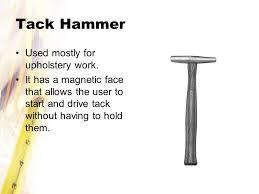 Tack Hammer
• Used mostly for
upholstery work.
• It has a magnetic face
that allows the user to
start and drive tack
without having to hold
them.